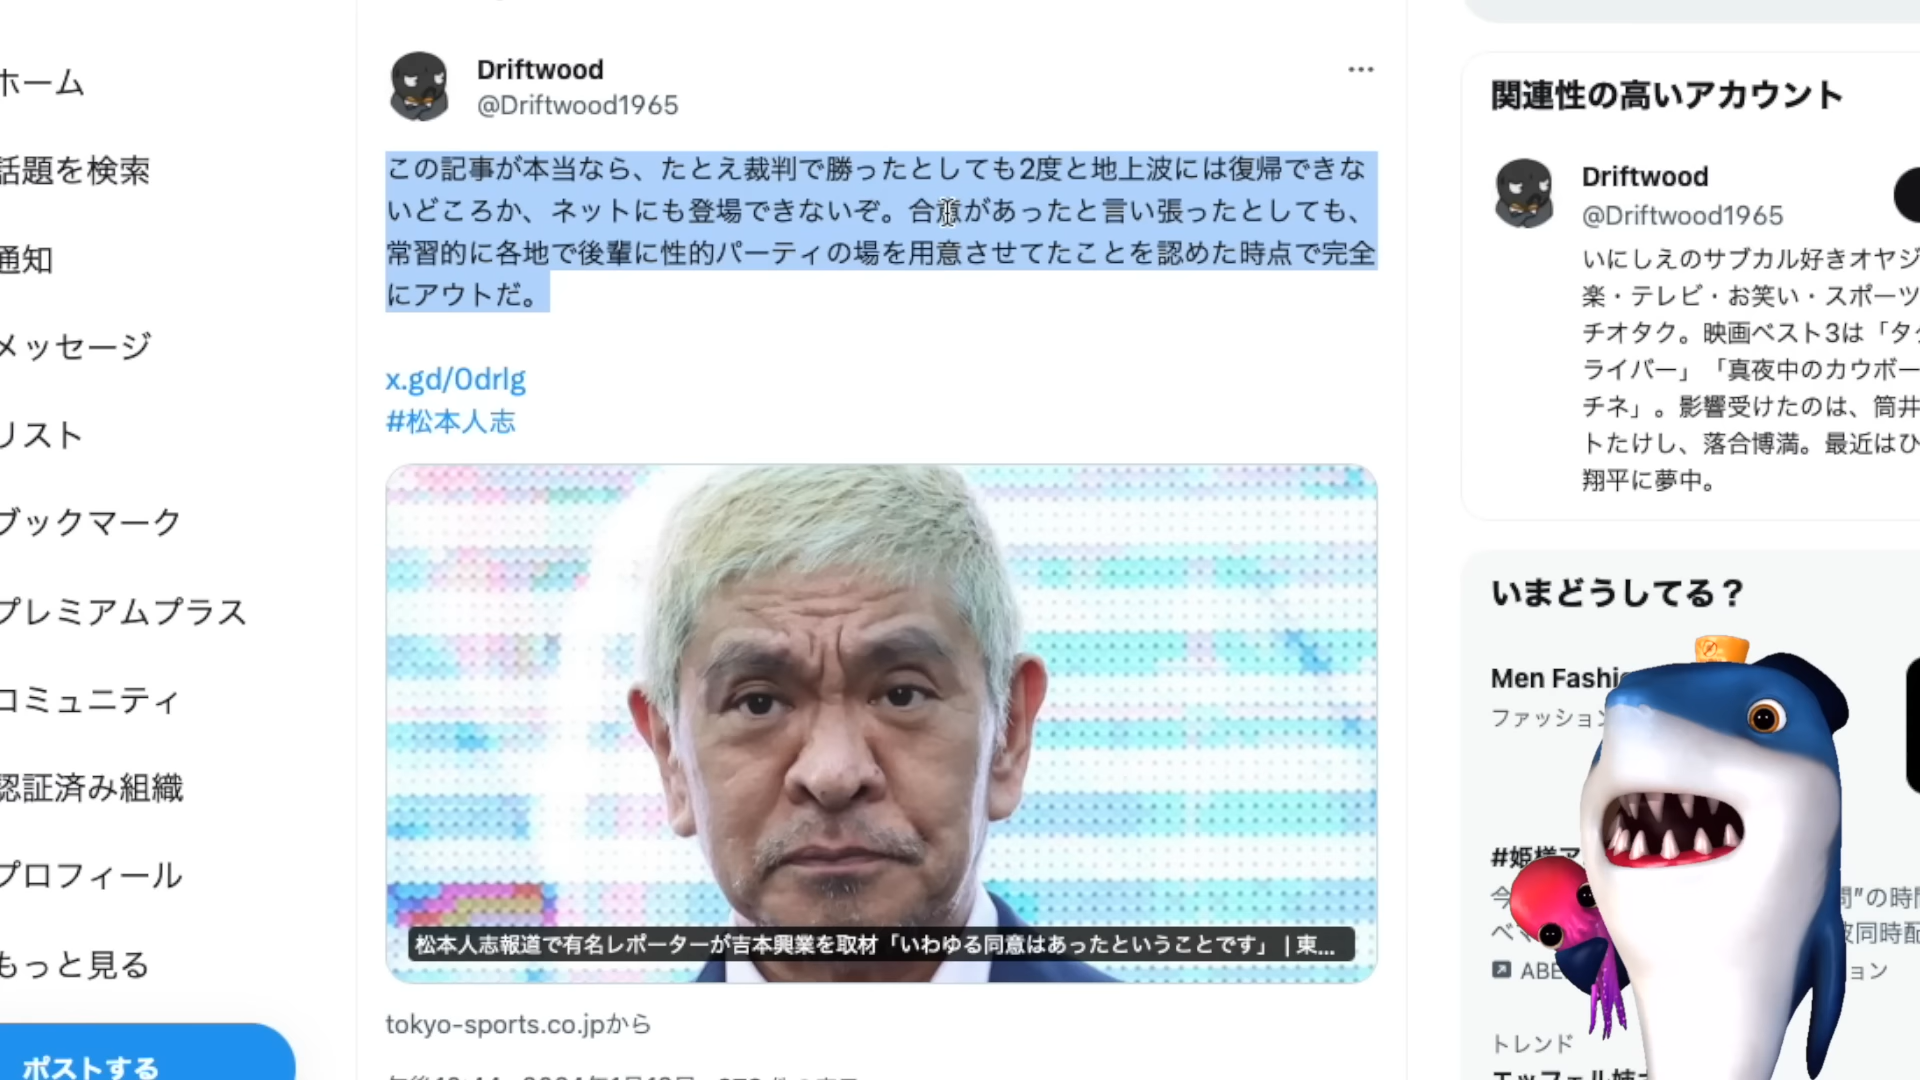 ホーム
話題を検索
通知
メッセージ
リスト
ブックマーク
プレミアムプラス
コミュニティ
認証済み組織
プロフィール
もっと見る
ポストする
Driftwood
@Driftwood1965
この記事が本当なら、たとえ裁判で勝ったとしても2度と地上波には復帰できな
いどころか、ネットにも登場できないぞ。合意があったと言い張ったとしても、
常習的に各地で後輩に性的パーティの場を用意させてたことを認めた時点で完全
にアウトだ。
x.gd/0drlg
#松本人志
松本人志報道で有名レポーターが吉本興業を取材「いわゆる同意はあったということです」 | 東...
tokyo-sports.co.jpから
関連性の高いアカウント
Driftwood
@Driftwood1965
いにしえのサブカル好きオヤジ
楽・テレビ・お笑い・スポーツ
チオタク。映画ベスト3は「タク
ライバー」「真夜中のカウボー
チネ」。影響受けたのは、筒井
トたけし、落合博満。最近はひ
翔平に夢中。
いまどうしてる？
Men Fashi
ファッション
#姫様
今 間”の時間
ベ 波同時配
ABE ョン
トレンド